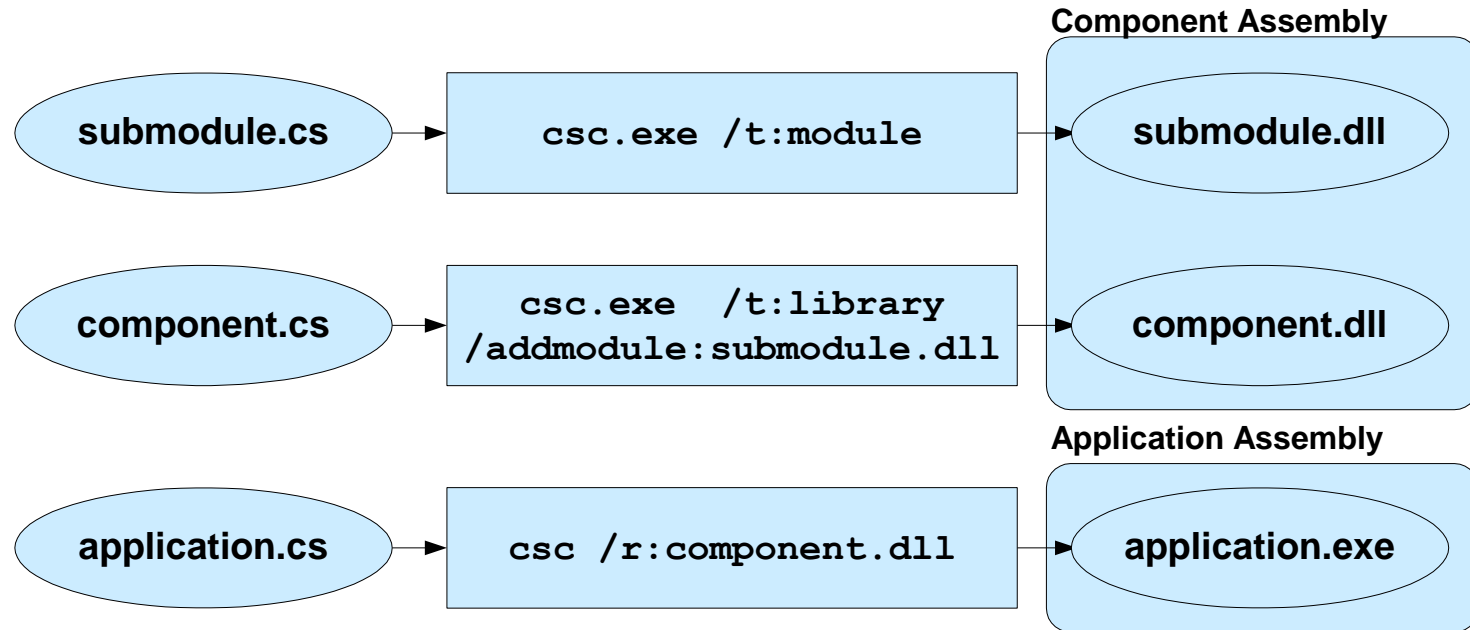 Component Assembly
submodule.cs
csc.exe /t:module
submodule.dll
component.cs
csc.exe  /t:library
/addmodule:submodule.dll
component.dll
Application Assembly
application.cs
csc /r:component.dll
application.exe